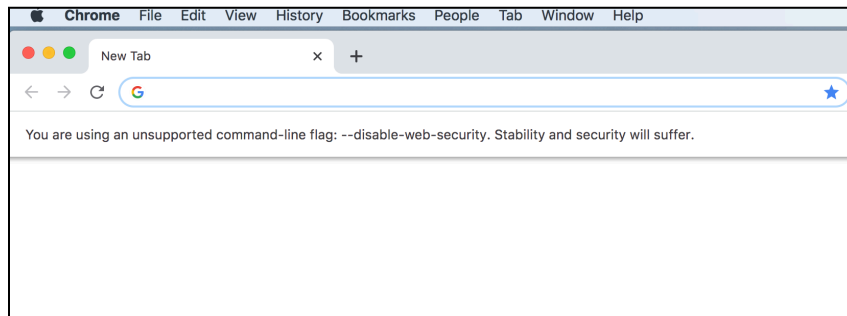 Chrome File Edit View History Bookmarks People Tab Window Help
New Tab
You are using an unsupported command-line flag: --disable-web-security. Stability and security will suffer.